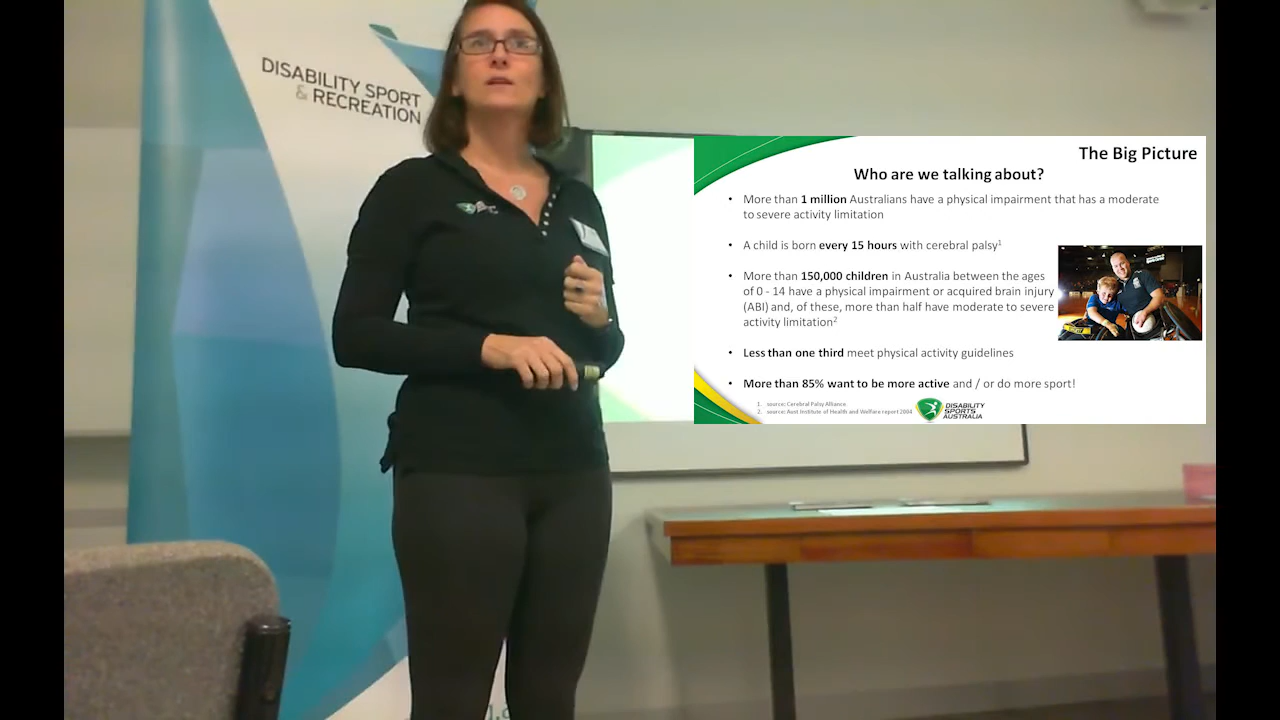 DISABILITY SPORT
& RECREATION
The Big Picture
Who are we talking about?
• More than 1 million Australians have a physical impairment that has a moderate
to severe activity limitation
• A child is born every 15 hours with cerebral palsy1
• More than 150,000 children in Australia between the ages
of 0 - 14 have a physical impairment or acquired brain injury
(ABI) and, of these, more than half have moderate to severe
activity limitation2
• Less than one third meet physical activity guidelines
• More than 85% want to be more active and / or do more sport!
1. source: Cerebral Palsy Alliance
2. source: Aust Institute of Health and Welfare report 2004
DISABILITY
SPORTS
AUSTRALIA